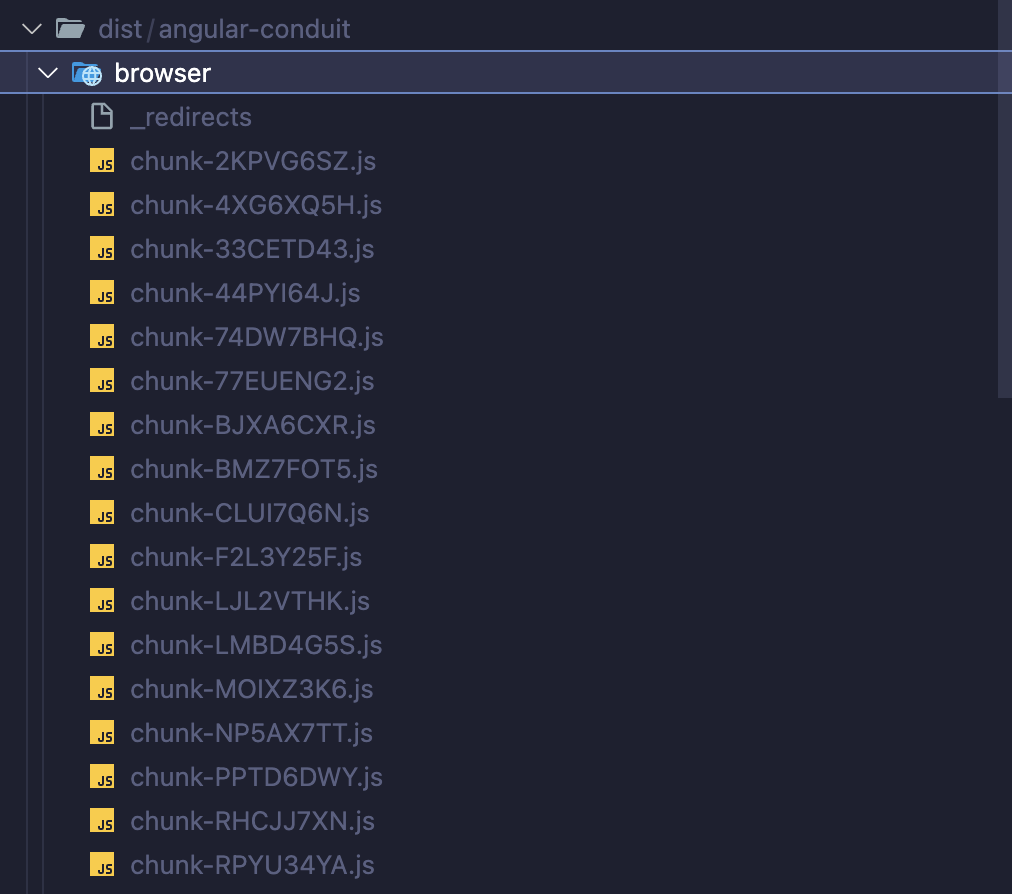 dist/angular-conduit
browser
_redirects
JS chunk-2KPVG6SZ.js
JS chunk-4XG6XQ5H.js
JS chunk-33CETD43.js
JS chunk-44PYI64J.js
JS chunk-74DW7BHQ.js
JS chunk-77EUENG2.js
JS chunk-BJXA6CXR.js
JS chunk-BMZ7FOT5.js
JS chunk-CLUI7Q6N.js
JS chunk-F2L3Y25F.js
JS chunk-LJL2VTHK.js
JS chunk-LMBD4G5S.js
JS chunk-MOIXZ3K6.js
JS chunk-NP5AX7TT.js
JS chunk-PPTD6DWY.js
JS chunk-RHCJJ7XN.js
JS chunk-RPYU34YA.js